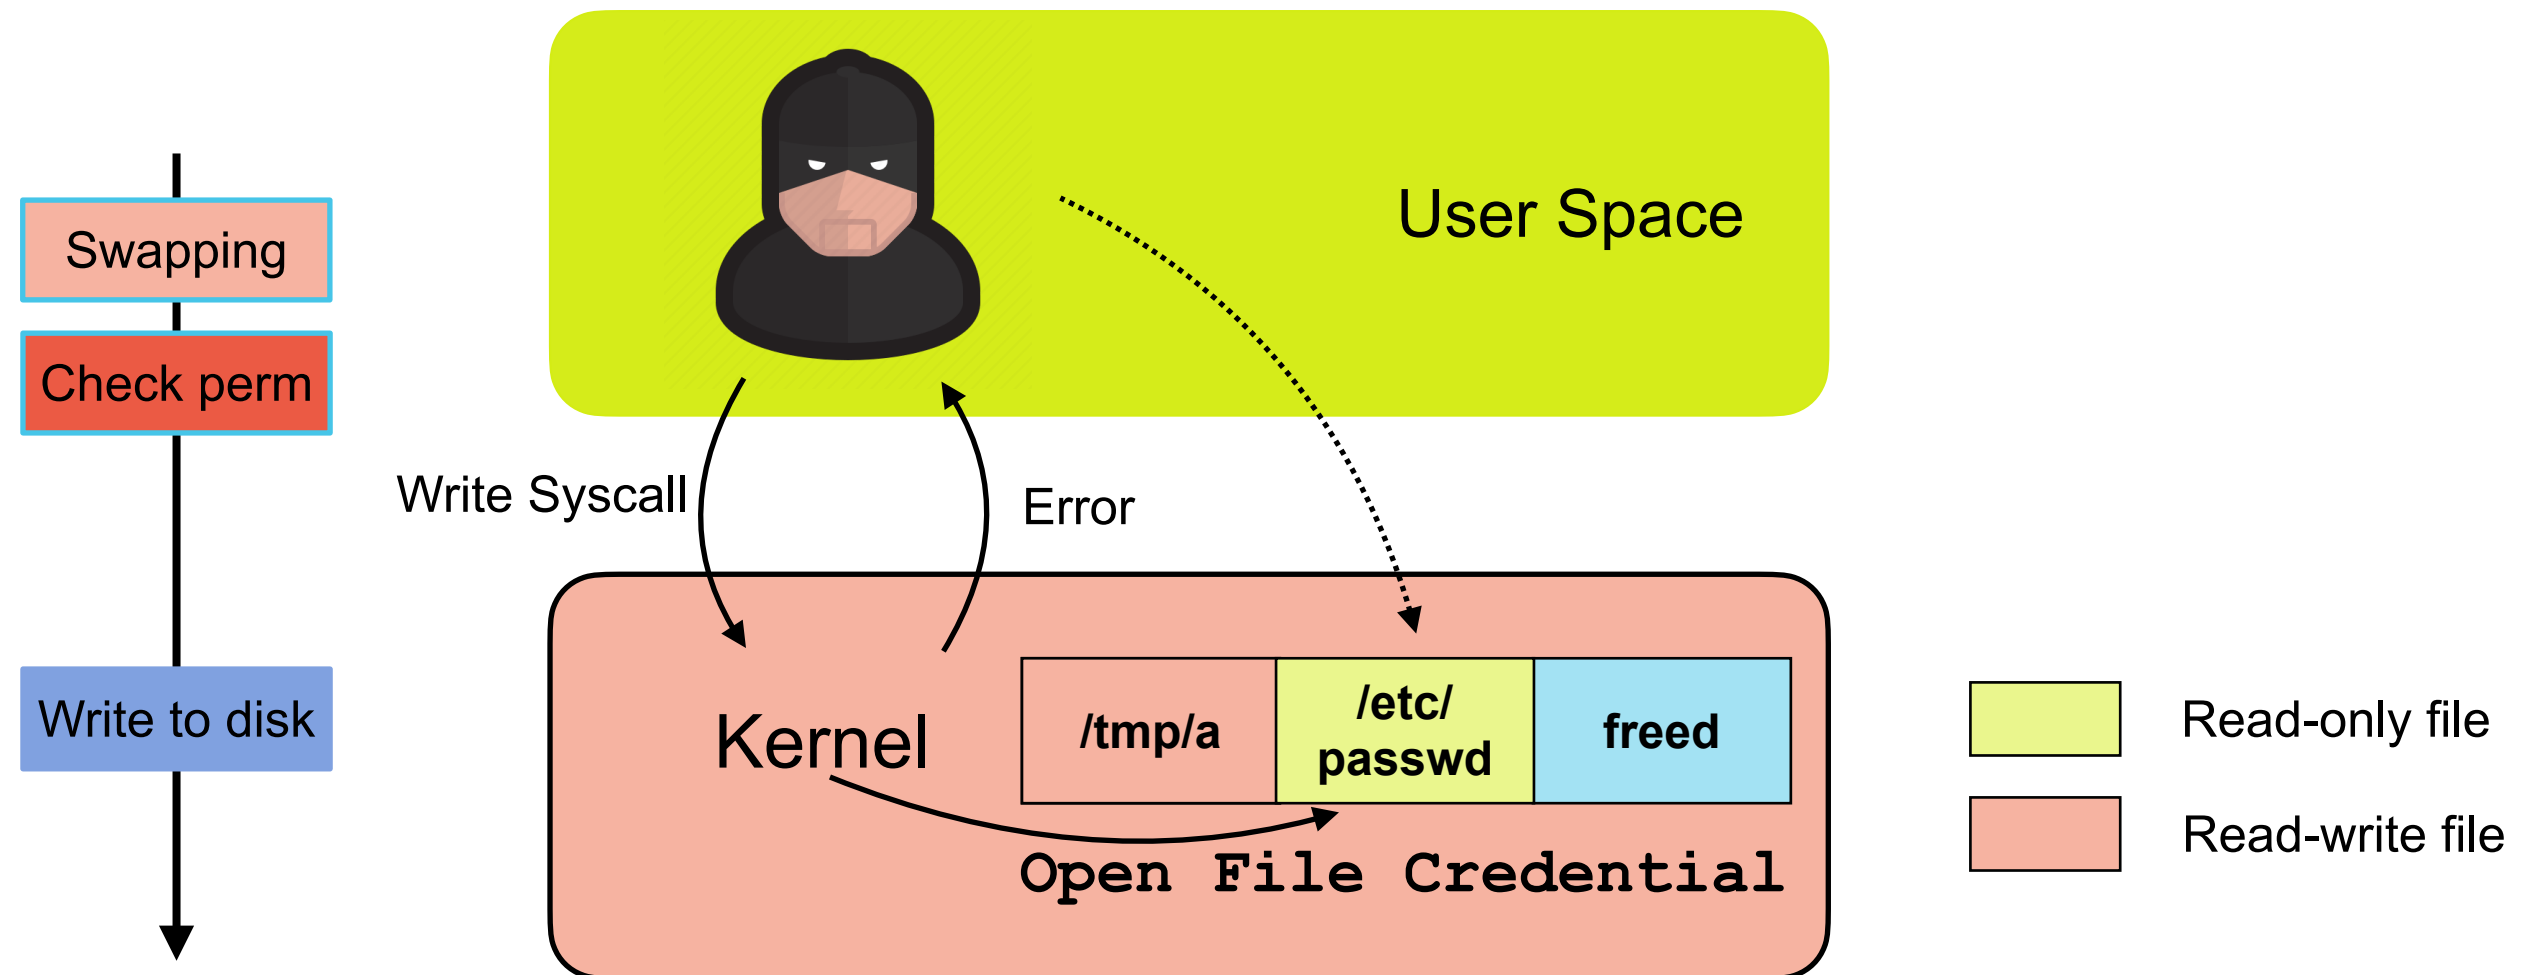 Swapping
Check perm
Write to disk
User Space
Write Syscall
Error
Kernel
/tmp/a
/etc/
passwd
freed
Open File Credential
Read-only file
Read-write file